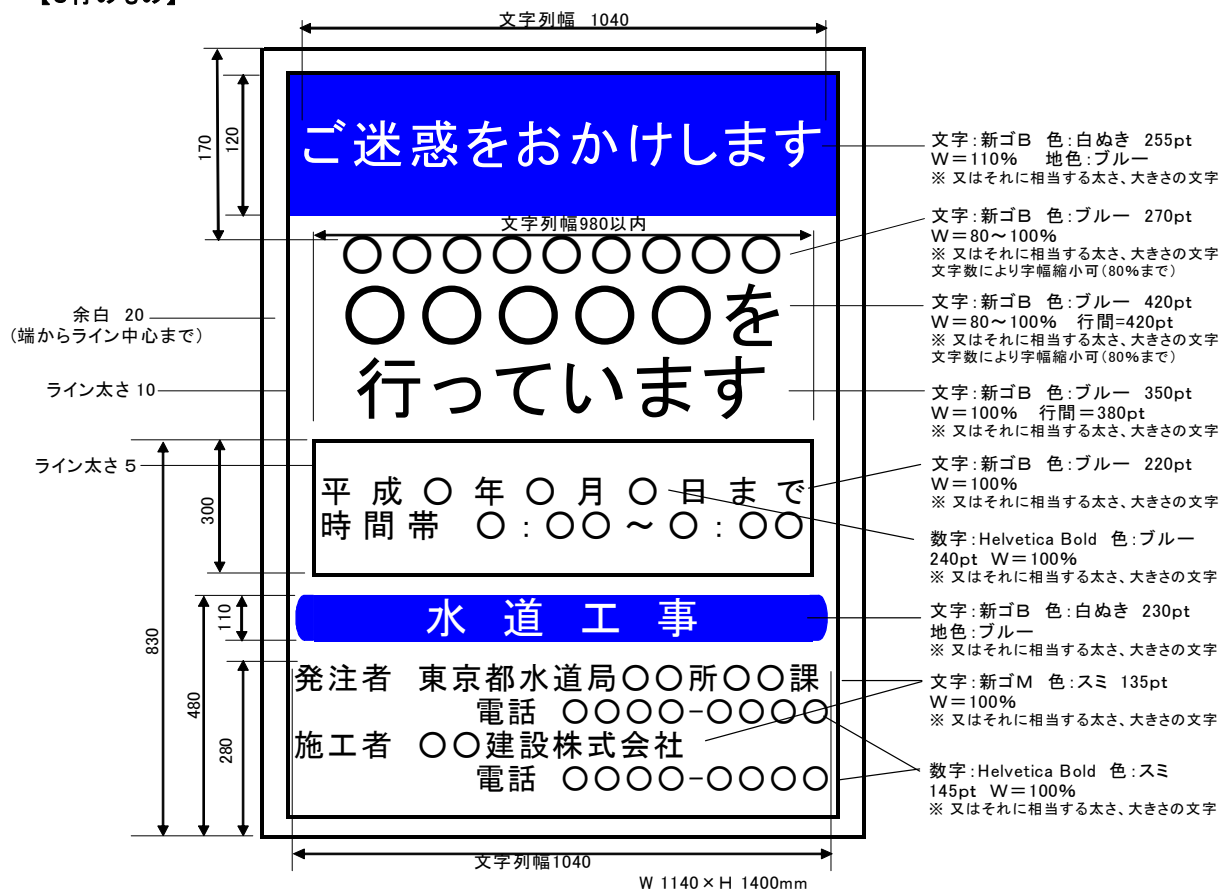 文字列幅 1040
170
120
ご迷惑をおかけします
文字:新ゴB 色:白ぬき 255pt
W=110% 地色:ブルー
※ 又はそれに相当する太さ、大きさの文字
文字列幅980以内
○○○○○○○○○
文字:新ゴB 色:ブルー 270pt
W=80～100%
※ 又はそれに相当する太さ、大きさの文字
文字数により字幅縮小可(80%まで)
余白 20
(端からライン中心まで)
○○○○○を
文字:新ゴB 色:ブルー 420pt
W=80～100% 行間=420pt
※ 又はそれに相当する太さ、大きさの文字
文字数により字幅縮小可(80%まで)
ライン太さ 10
行っています
文字:新ゴB 色:ブルー 350pt
W=100% 行間=380pt
※ 又はそれに相当する太さ、大きさの文字
ライン太さ 5
300
平成○年○月○日まで
時間帯 ○:○○～○:○○
文字:新ゴB 色:ブルー 220pt
W=100%
※ 又はそれに相当する太さ、大きさの文字
数字:Helvetica Bold 色:ブルー
240pt W=100%
※ 又はそれに相当する太さ、大きさの文字
830
480
110
水道工事
文字:新ゴB 色:白ぬき 230pt
地色:ブルー
※ 又はそれに相当する太さ、大きさの文字
280
発注者 東京都水道局○○所○○課
電話 ○○○○-○○○○
施工者 ○○建設株式会社
電話 ○○○○-○○○○
文字:新ゴM 色:スミ 135pt
W=100%
※ 又はそれに相当する太さ、大きさの文字
数字:Helvetica Bold 色:スミ
145pt W=100%
※ 又はそれに相当する太さ、大きさの文字
文字列幅1040
W 1140×H 1400mm